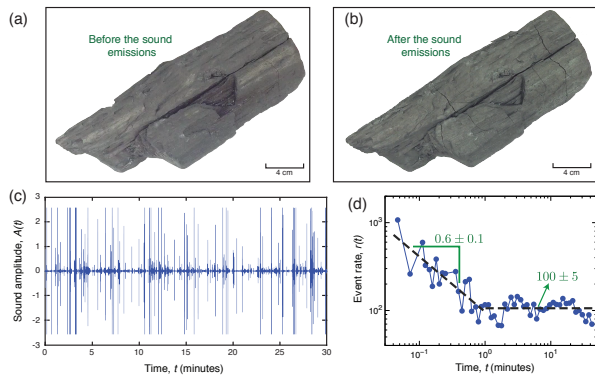 (a)
Before the sound
emissions
4 cm
(b)
After the sound
emissions
4 cm
(c)
3
2
1
0
-1
-2
-3
0
5
10
15
20
25
30
Sound amplitude, A(t)
Time, t (minutes)
(d)
10³
10²
10⁻¹
10⁰
10¹
0.6 ± 0.1
100 ± 5
Event rate, r(t)
Time, t (minutes)